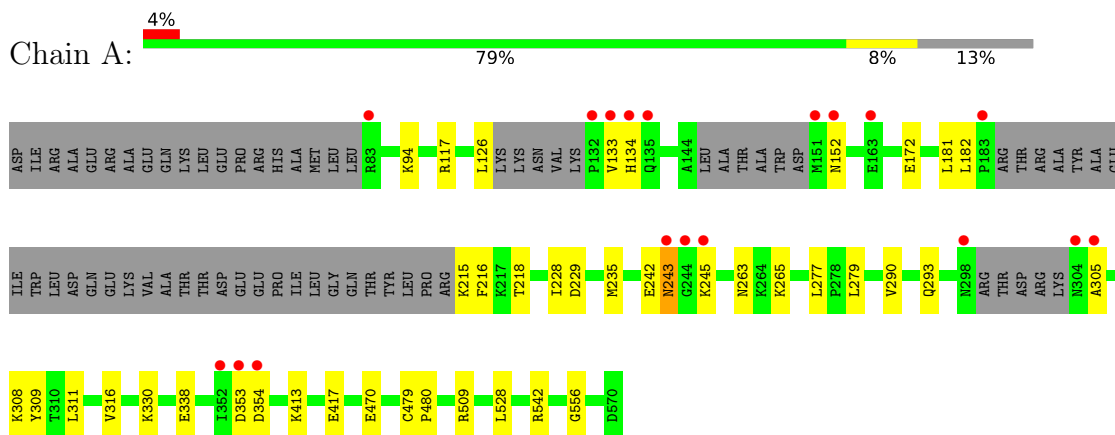 4%
Chain A:
79% 8% 13%
ASP ILE ARG ALA GLU ARG ALA GLU GLN LYS LEU GLU PRO ARG HIS ALA MET LEU LEU R83 K94 R117 L126 LYS LYS ASN VAL LYS P132 V133 H134 Q135 A144 LEU ALA THR ALA TRP ASP M151 N152 E163 E172 L181 L182 P183 ARG THR ARG ALA TYR ALA GLU
ILE TRP LEU ASP GLN GLU LYS VAL ALA THR THR ASP GLU GLU PRO ILE LEU GLY GLN THR TYR LEU PRO ARG K215 F216 K217 T218 I228 D229 M235 E242 N243 G244 K245 N263 K264 K265 L277 P278 L279 V290 Q293 N298 ARG THR ASP ARG LYS N304 A305
K308 Y309 T310 L311 V316 K330 E338 I352 D353 D354 K413 E417 E470 C479 P480 R509 L528 R542 G556 D570